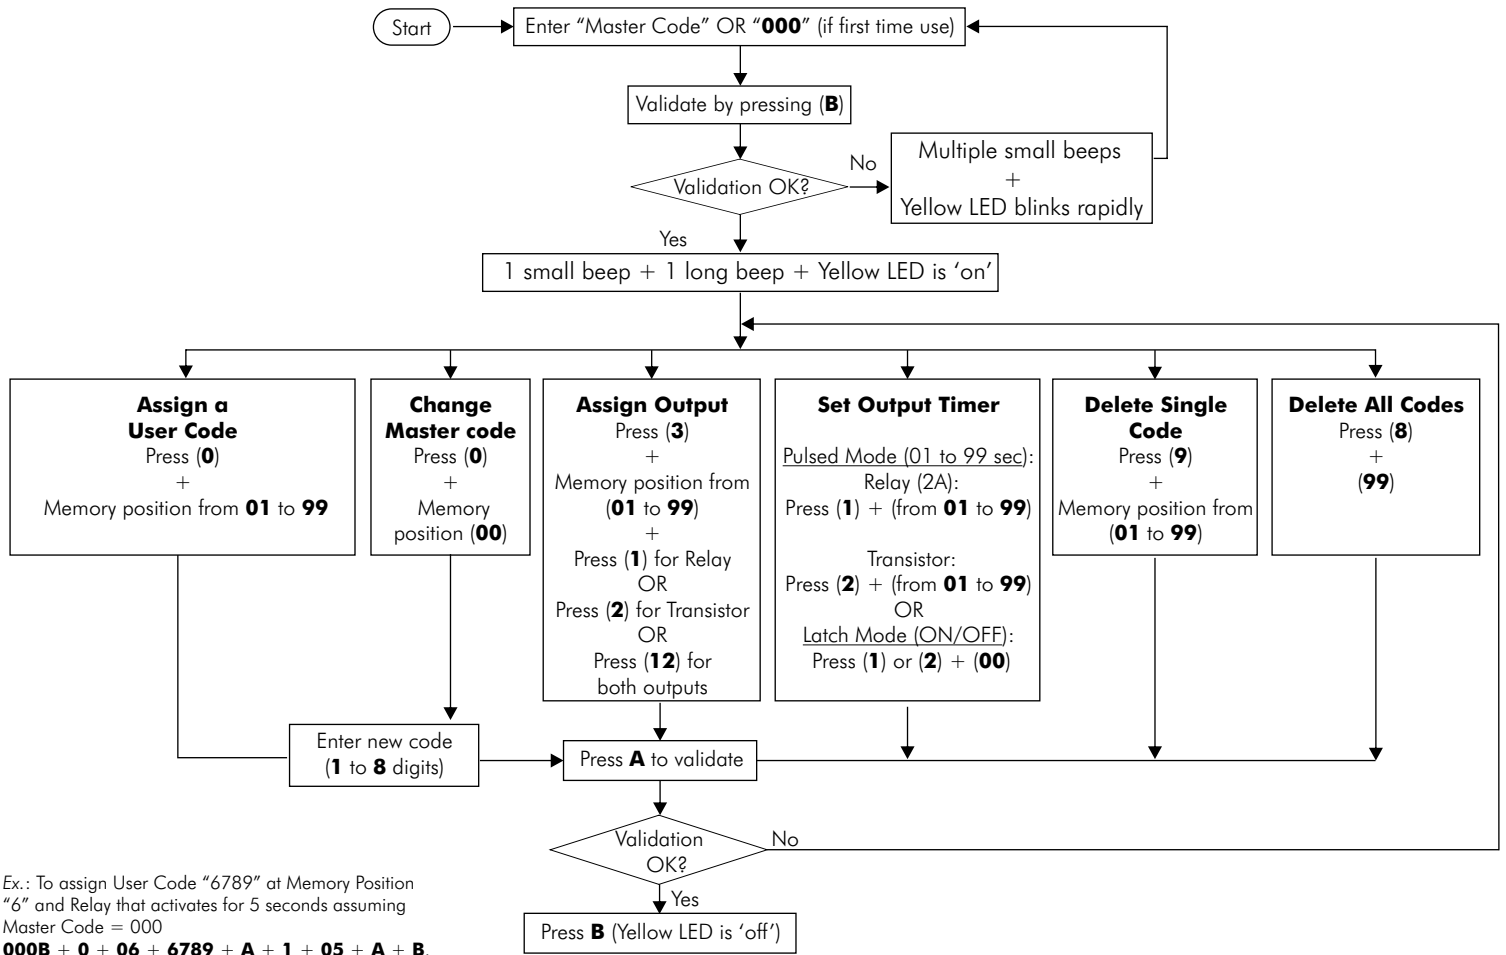 Start
Enter “Master Code” OR “000” (if first time use)
Validate by pressing (B)
Validation OK?
No
Multiple small beeps
+
Yellow LED blinks rapidly
Yes
1 small beep + 1 long beep + Yellow LED is ‘on’
Assign a
User Code
Press (0)
+
Memory position from 01 to 99
Change
Master code
Press (0)
+
Memory
position (00)
Assign Output
Press (3)
+
Memory position from
(01 to 99)
+
Press (1) for Relay
OR
Press (2) for Transistor
OR
Press (12) for
both outputs
Set Output Timer
Pulsed Mode (01 to 99 sec):
Relay (2A):
Press (1) + (from 01 to 99)
Transistor:
Press (2) + (from 01 to 99)
OR
Latch Mode (ON/OFF):
Press (1) or (2) + (00)
Delete Single
Code
Press (9)
+
Memory position from
(01 to 99)
Delete All Codes
Press (8)
+
(99)
Enter new code
(1 to 8 digits)
Press A to validate
Validation
OK?
No
Yes
Press B (Yellow LED is ‘off’)
Ex.: To assign User Code “6789” at Memory Position
“6” and Relay that activates for 5 seconds assuming
Master Code = 000
000B + 0 + 06 + 6789 + A + 1 + 05 + A + B.